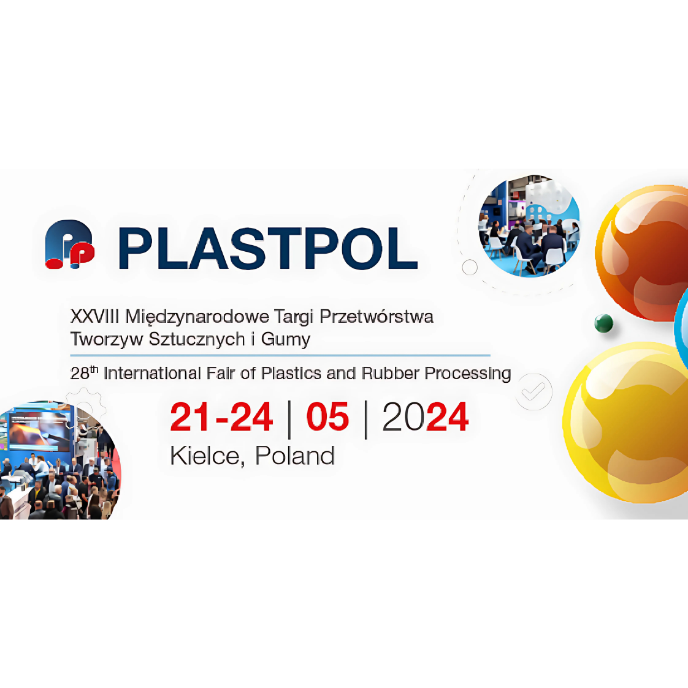 PLASTPOL
XXVIII Międzynarodowe Targi Przetwórstwa
Tworzyw Sztucznych i Gumy
28th International Fair of Plastics and Rubber Processing
21-24 | 05 | 2024
Kielce, Poland